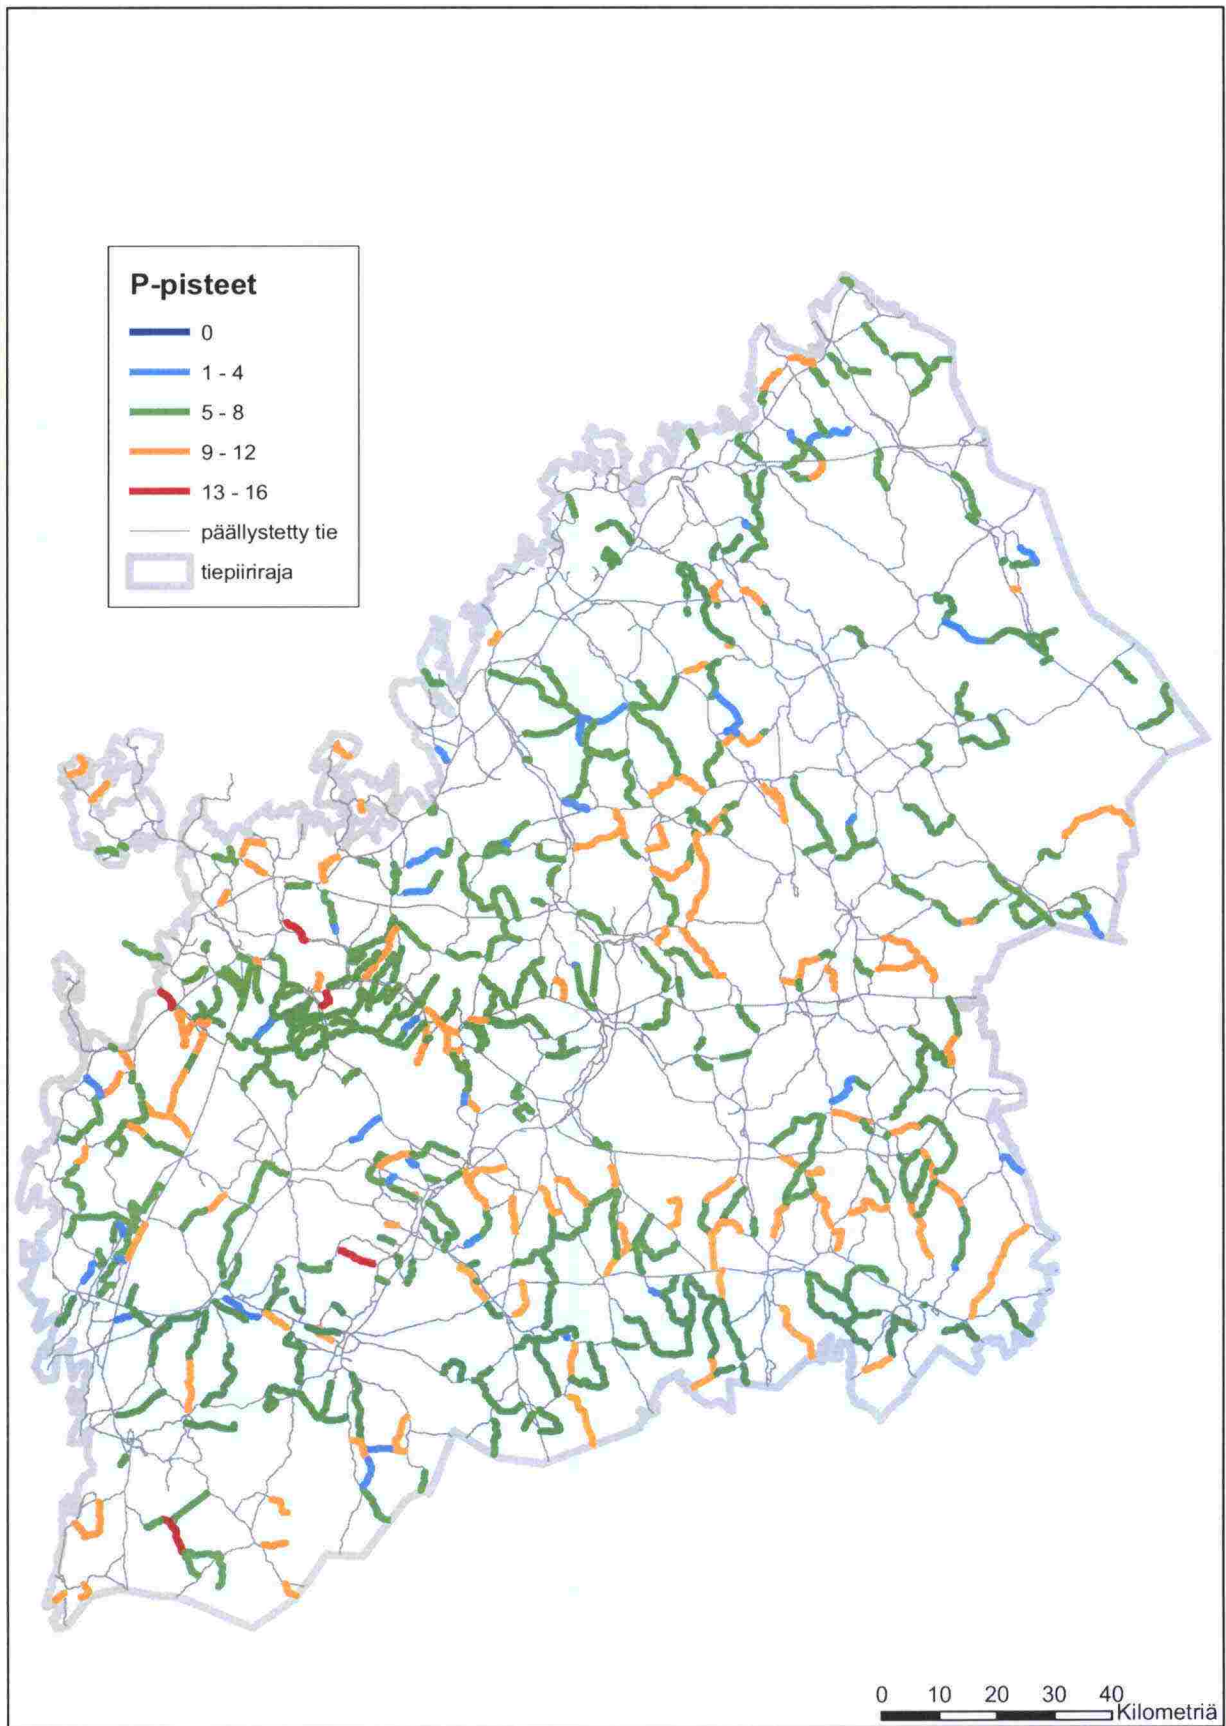 P-pisteet
0
1 - 4
5 - 8
9 - 12
13 - 16
päällystetty tie
tiepiiriraja
0 10 20 30 40
Kilometriä